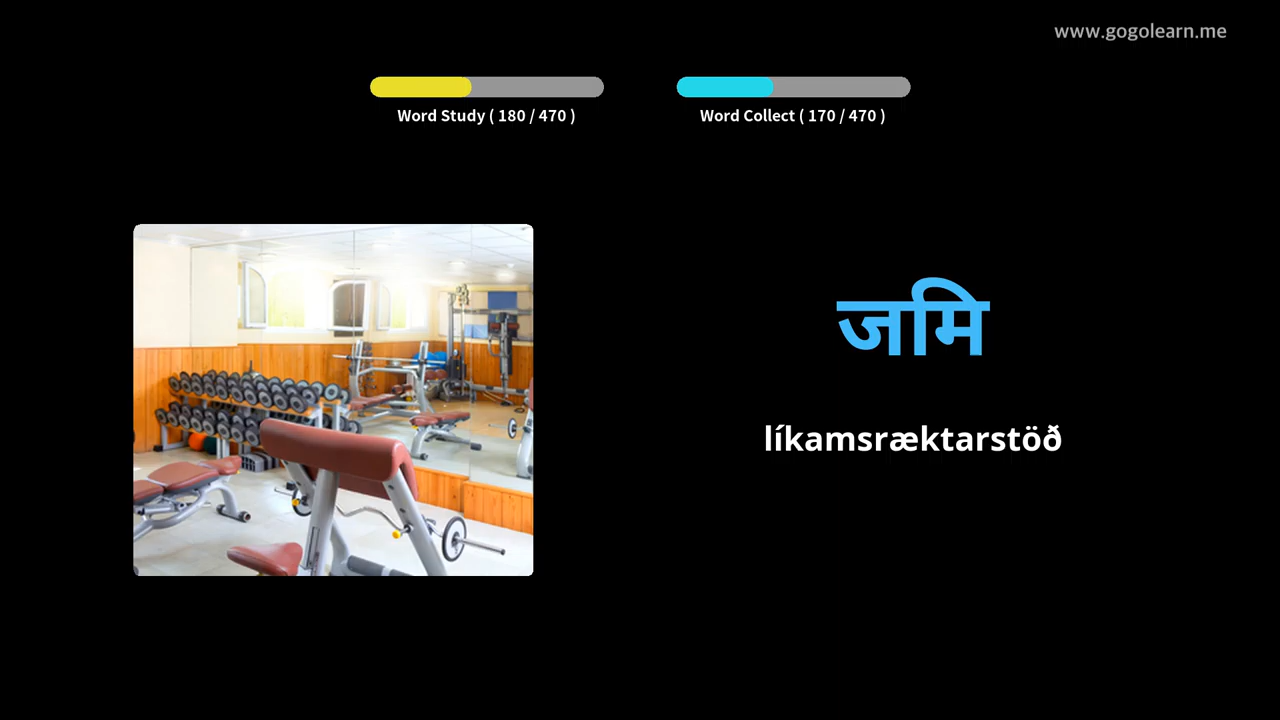 www.gogolearn.me
Word Study ( 180 / 470 )
Word Collect ( 170 / 470 )
जमि
líkamsræktarstöð